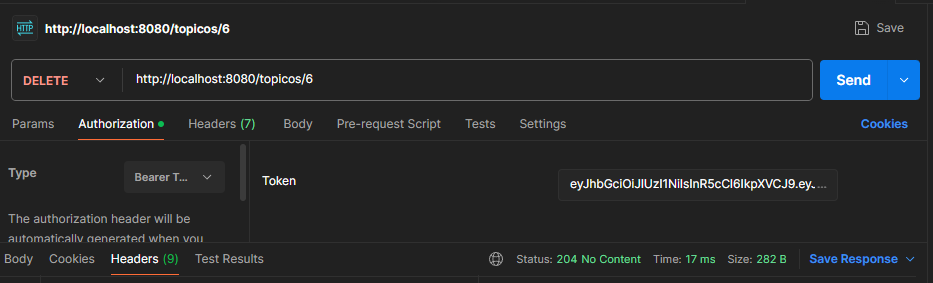 HTTP http://localhost:8080/topicos/6 Save
DELETE http://localhost:8080/topicos/6 Send
Params Authorization Headers (7) Body Pre-request Script Tests Settings Cookies
Type Bearer T... Token eyJhbGciOiJIUzI1NiIsInR5cCI6IkpXVCJ9.eyJ...
The authorization header will be
automatically generated when you
Body Cookies Headers (9) Test Results Status: 204 No Content Time: 17 ms Size: 282 B Save Response